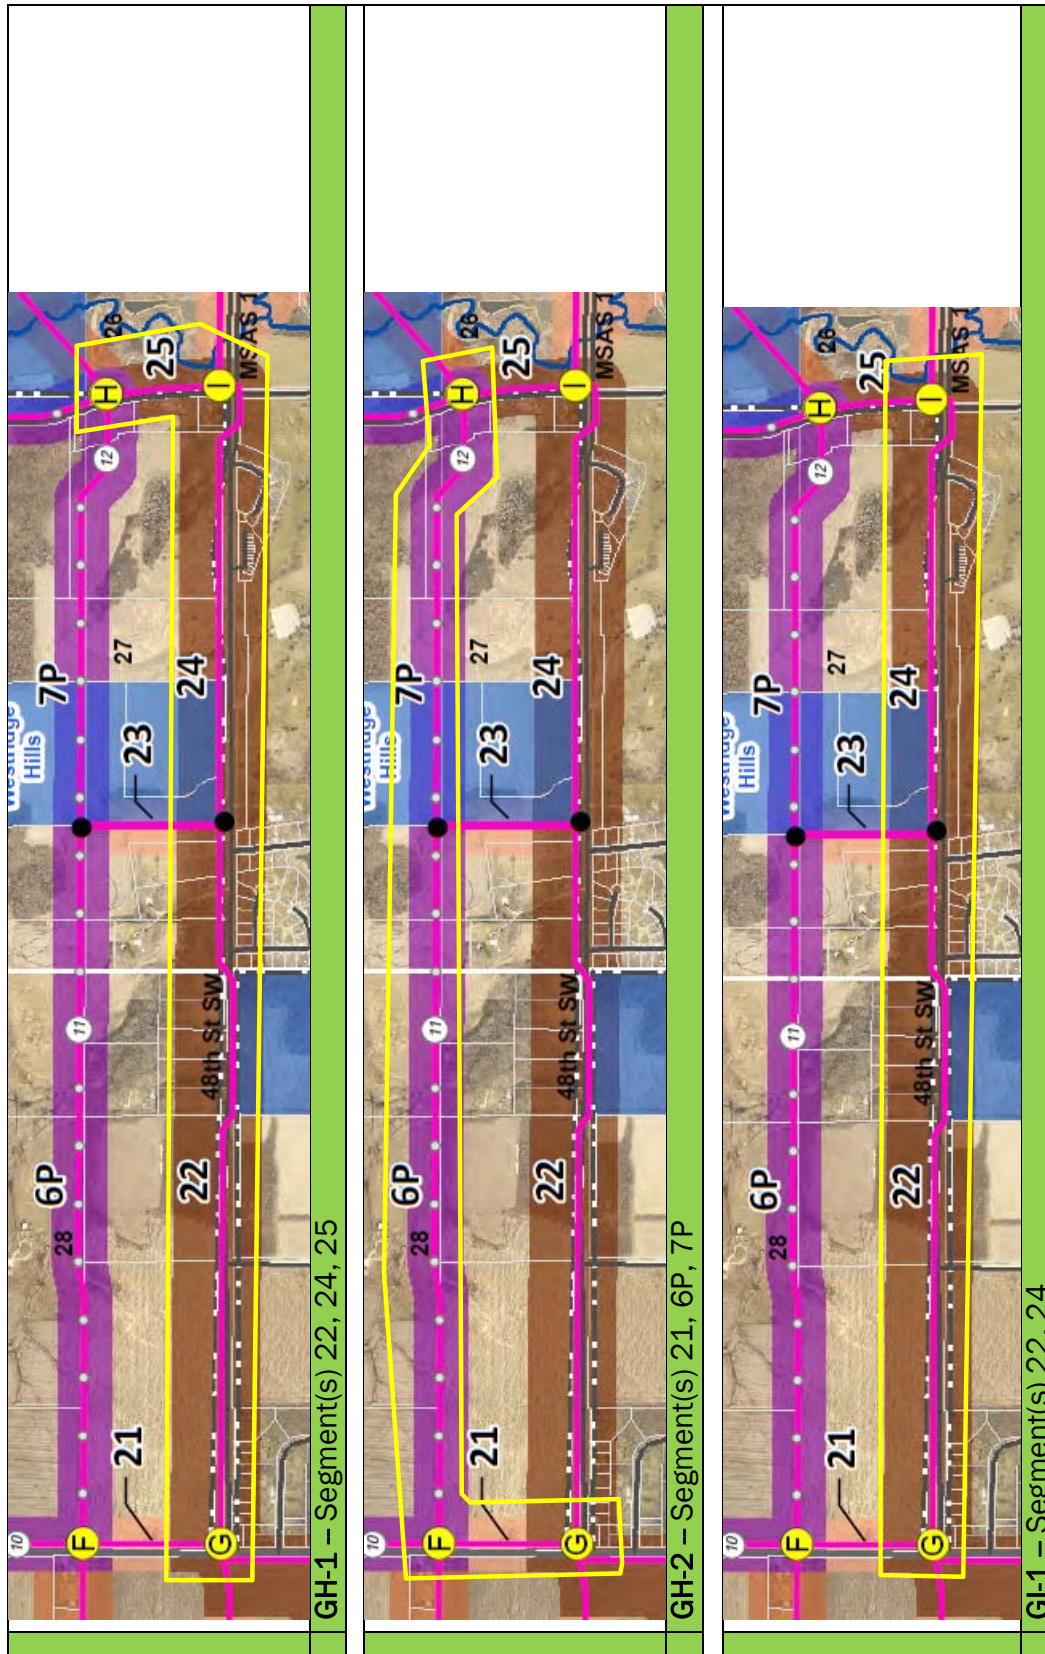 10
F
G
21
28
6P
22
11
48th St SW
23
Hills
7P
27
24
12
H
I
25
26
MSAS 1
GH-1 – Segment(s) 22, 24, 25
10
F
G
21
28
6P
22
11
48th St SW
23
Hills
7P
27
24
12
H
I
25
26
MSAS 1
GH-2 – Segment(s) 21, 6P, 7P
10
F
G
21
28
6P
22
11
48th St SW
23
Westridge
Hills
7P
27
24
12
H
I
25
26
MSAS 1
GI-1 – Segment(s) 22, 24